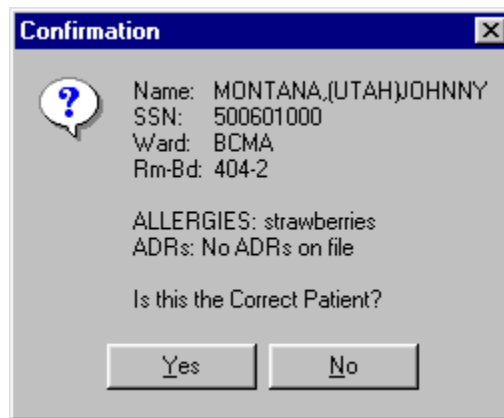 Confirmation
Name: MONTANA,(UTAH)JOHNNY
SSN: 500601000
Ward: BCMA
Rm-Bd: 404-2
ALLERGIES: strawberries
ADRs: No ADRs on file
Is this the Correct Patient?
Yes No